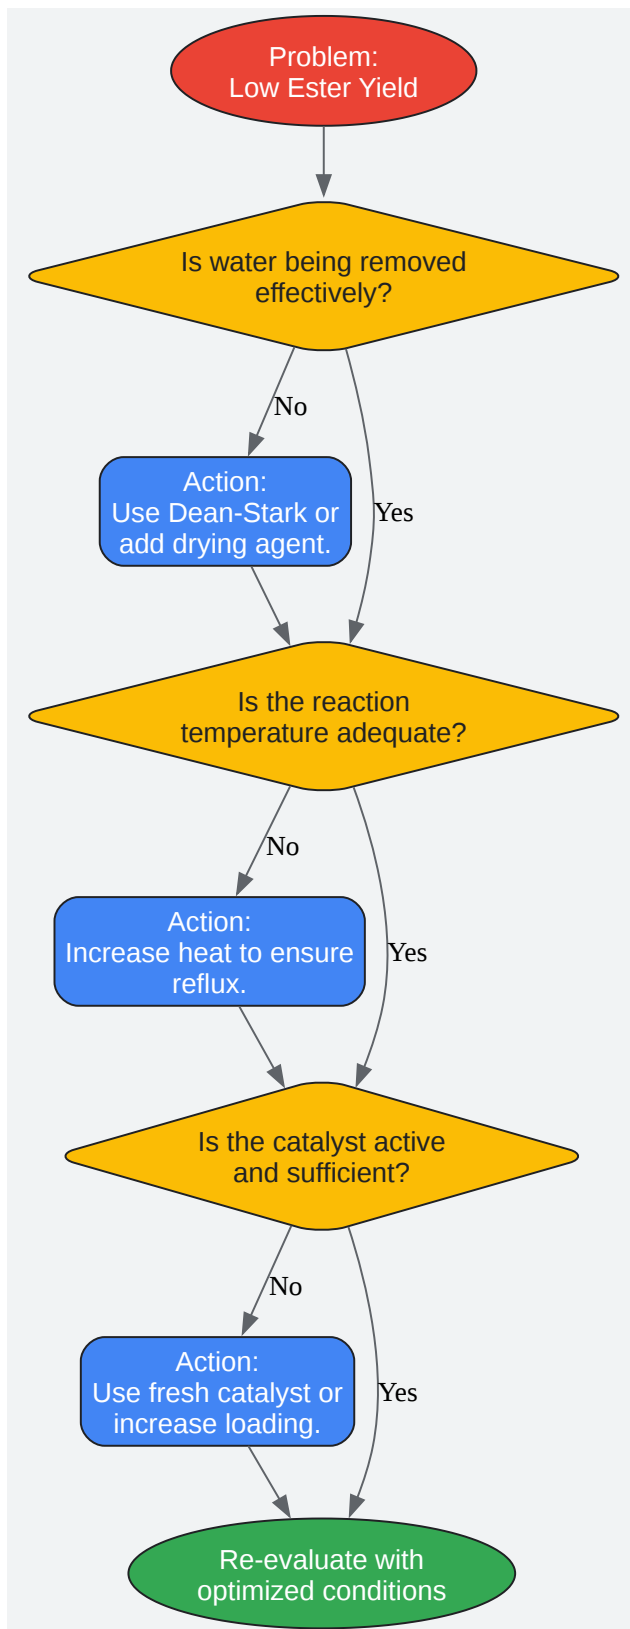 Problem:
Low Ester Yield
Is water being removed
effectively?
No
Action:
Use Dean-Stark or
add drying agent.
Yes
Is the reaction
temperature adequate?
No
Action:
Increase heat to ensure
reflux.
Yes
Is the catalyst active
and sufficient?
No
Action:
Use fresh catalyst or
increase loading.
Yes
Re-evaluate with
optimized conditions